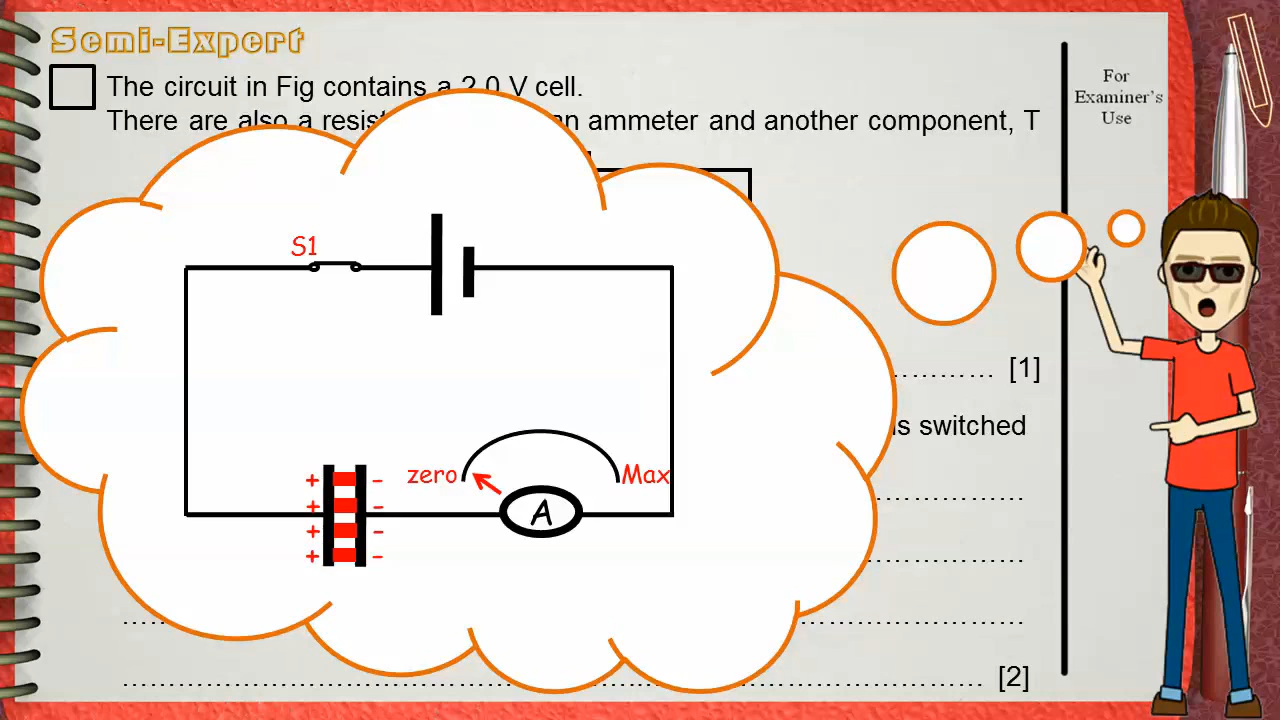 Semi-Expert
The circuit in Fig contains a 2.0 V cell.
There are also a resist an ammeter and another component, T
For
Examiner's
Use
S1
[1]
is switched
zero
Max
A
+ -
+ -
+ -
+ -
[2]